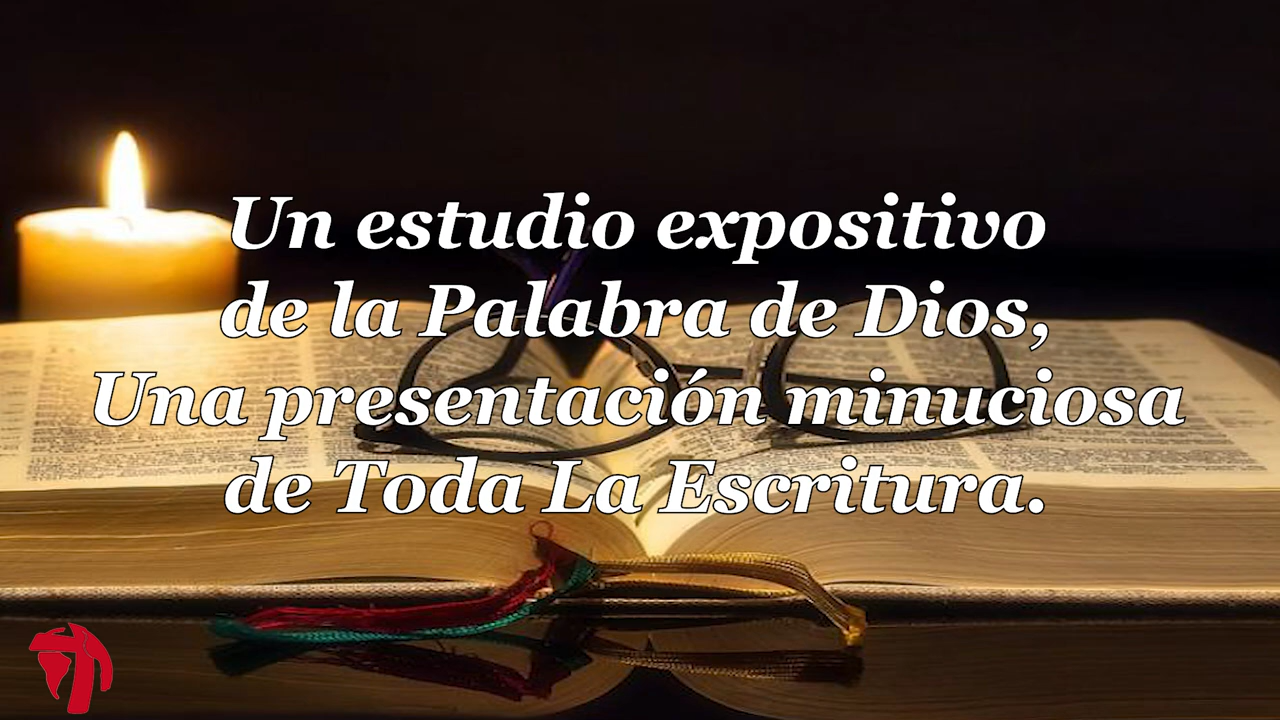 Un estudio expositivo
de la Palabra de Dios,
Una presentación minuciosa
de Toda La Escritura.